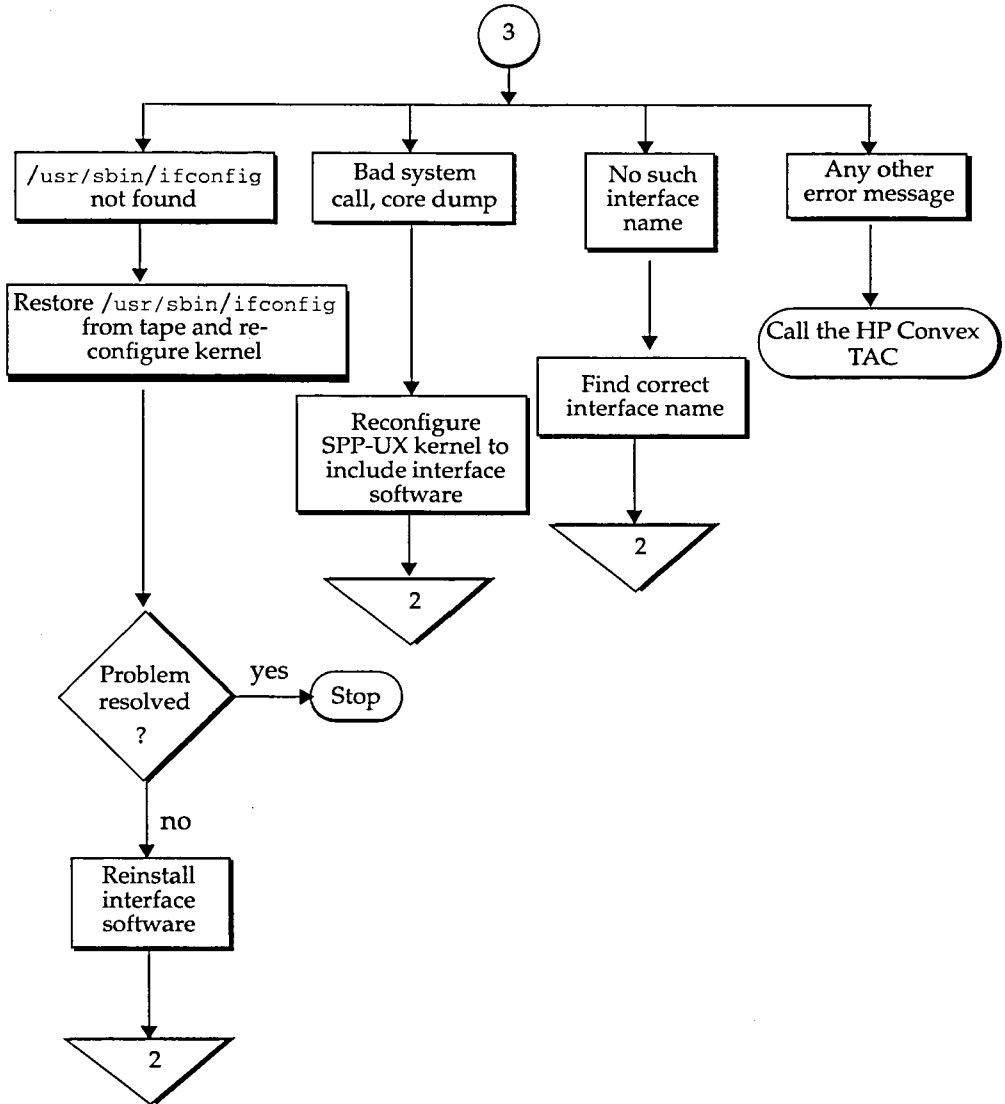 3
/usr/sbin/ifconfig
not found
Bad system
call, core dump
No such
interface
name
Any other
error message
Restore /usr/sbin/ifconfig
from tape and re-
configure kernel
Call the HP Convex
TAC
Find correct
interface name
Reconfigure
SPP-UX kernel to
include interface
software
2
2
Problem
resolved
?
yes
Stop
no
Reinstall
interface
software
2